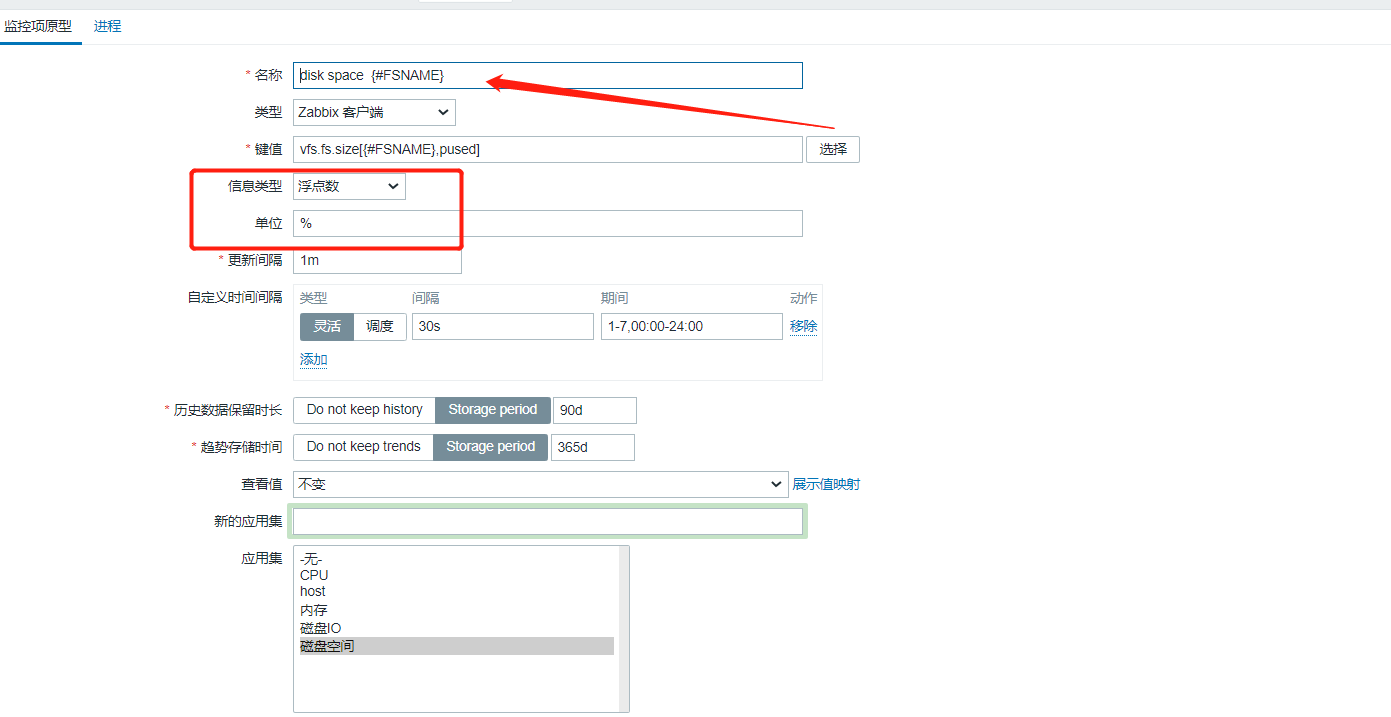 监控项原型 进程
* 名称 disk space  {#FSNAME}
类型 Zabbix 客户端
* 键值 vfs.fs.size[{#FSNAME},pused] 选择
信息类型 浮点数
单位 %
* 更新间隔 1m
自定义时间间隔 类型 间隔 期间 动作
灵活 调度 30s 1-7,00:00-24:00 移除
添加
* 历史数据保留时长 Do not keep history Storage period 90d
* 趋势存储时间 Do not keep trends Storage period 365d
查看值 不变 展示值映射
新的应用集
应用集 -无-
CPU
host
内存
磁盘IO
磁盘空间